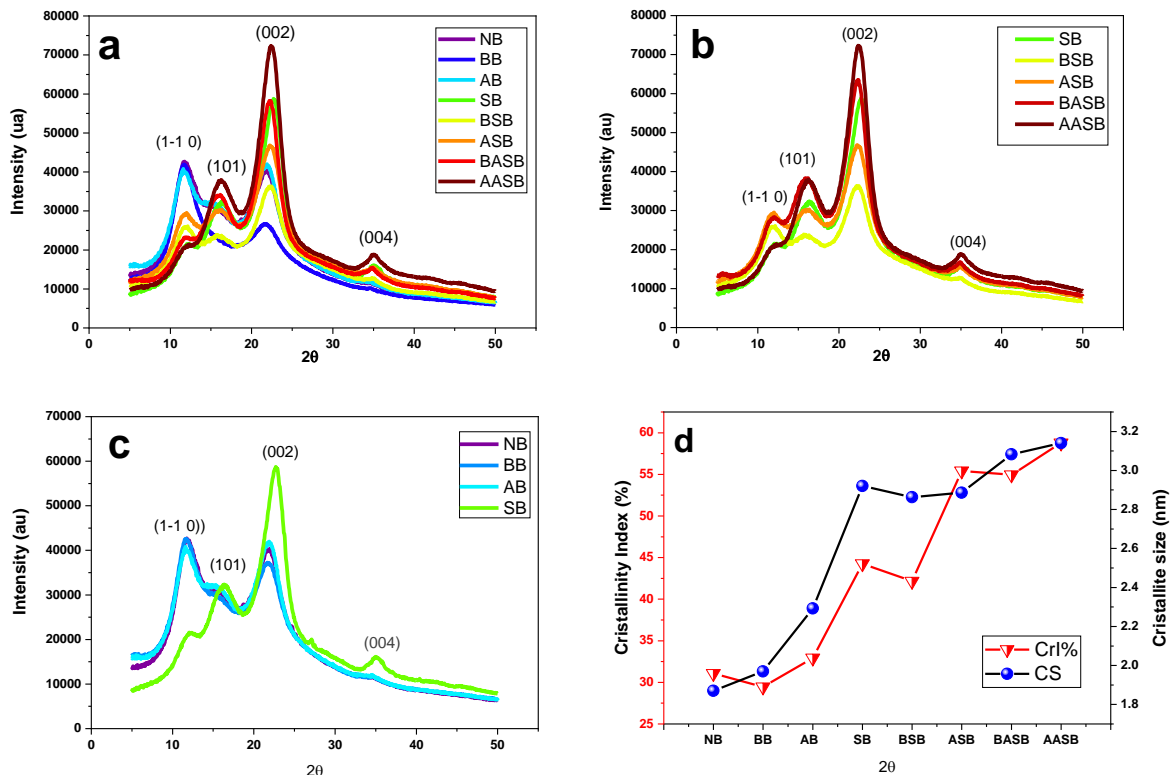 a
80000
70000
60000
50000
40000
30000
20000
10000
0
Intensity (ua)
(1-1 0)
(101)
(002)
(004)
NB
BB
AB
SB
BSB
ASB
BASB
AASB
0 10 20 30 40 50
2θ
b
80000
70000
60000
50000
40000
30000
20000
10000
0
Intensity (au)
(1-1 0)
(101)
(002)
(004)
SB
BSB
ASB
BASB
AASB
0 10 20 30 40 50
2θ
c
70000
60000
50000
40000
30000
20000
10000
0
Intensity (au)
(1-1 0))
(101)
(002)
(004)
NB
BB
AB
SB
0 10 20 30 40 50
2θ
d
60
55
50
45
40
35
30
25
Cristallinity Index (%)
3.2
3.0
2.8
2.6
2.4
2.2
2.0
1.8
Cristallite size (nm)
CrI%
CS
NB BB AB SB BSB ASB BASB AASB
2θ